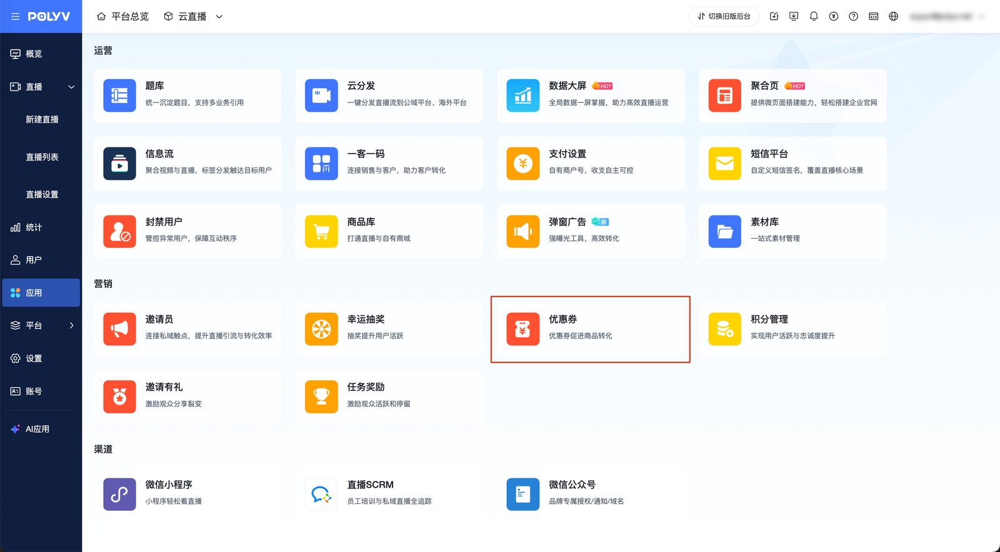 POLYV
平台总览
云直播
切换旧版后台
概览
直播
新建直播
直播列表
直播设置
统计
用户
应用
平台
设置
账号
AI应用
运营
题库
统一沉淀题目，支持多业务引用
云分发
一键分发直播流到公域平台、海外平台
数据大屏 HOT
全局数据一屏掌握，助力高效直播运营
聚合页 HOT
提供微页面搭建能力，轻松搭建企业官网
信息流
聚合视频与直播，标签分发触达目标用户
一客一码
连接销售与客户，助力客户转化
支付设置
自有商户号，收支自主可控
短信平台
自定义短信签名，覆盖直播核心场景
封禁用户
管控异常用户，保障互动秩序
商品库
打通直播与自有商城
弹窗广告 新
强曝光工具，高效转化
素材库
一站式素材管理
营销
邀请员
连接私域触点，提升直播引流与转化效率
幸运抽奖
抽奖提升用户活跃
优惠券
优惠券促进商品转化
积分管理
实现用户活跃与忠诚度提升
邀请有礼
激励观众分享裂变
任务奖励
激励观众活跃和停留
渠道
微信小程序
小程序轻松看直播
直播SCRM
员工培训与私域直播全追踪
微信公众号
品牌专属授权/通知/域名